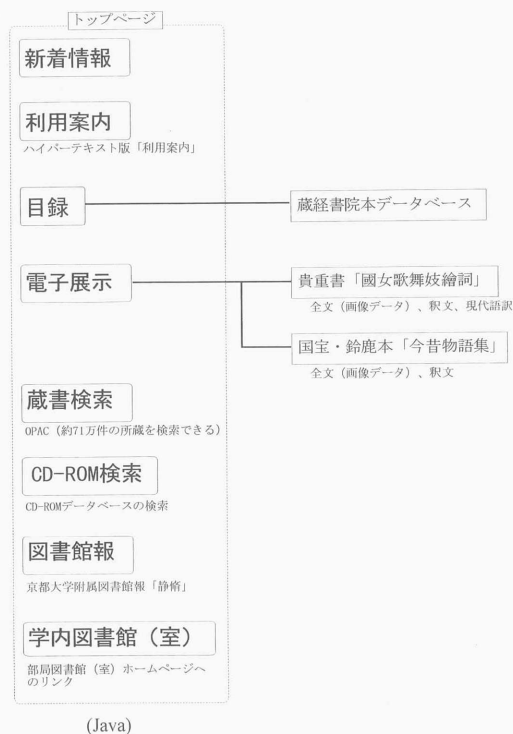 トップページ
新着情報
利用案内
ハイパーテキスト版「利用案内」
目録
蔵経書院本データベース
電子展示
貴重書「國女歌舞妓繪詞」
全文（画像データ）、釈文、現代語訳
国宝・鈴鹿本「今昔物語集」
全文（画像データ）、釈文
蔵書検索
OPAC（約71万件の所蔵を検索できる）
CD-ROM検索
CD-ROMデータベースの検索
図書館報
京都大学附属図書館報「静脩」
学内図書館（室）
部局図書館（室）ホームページへ
のリンク
(Java)